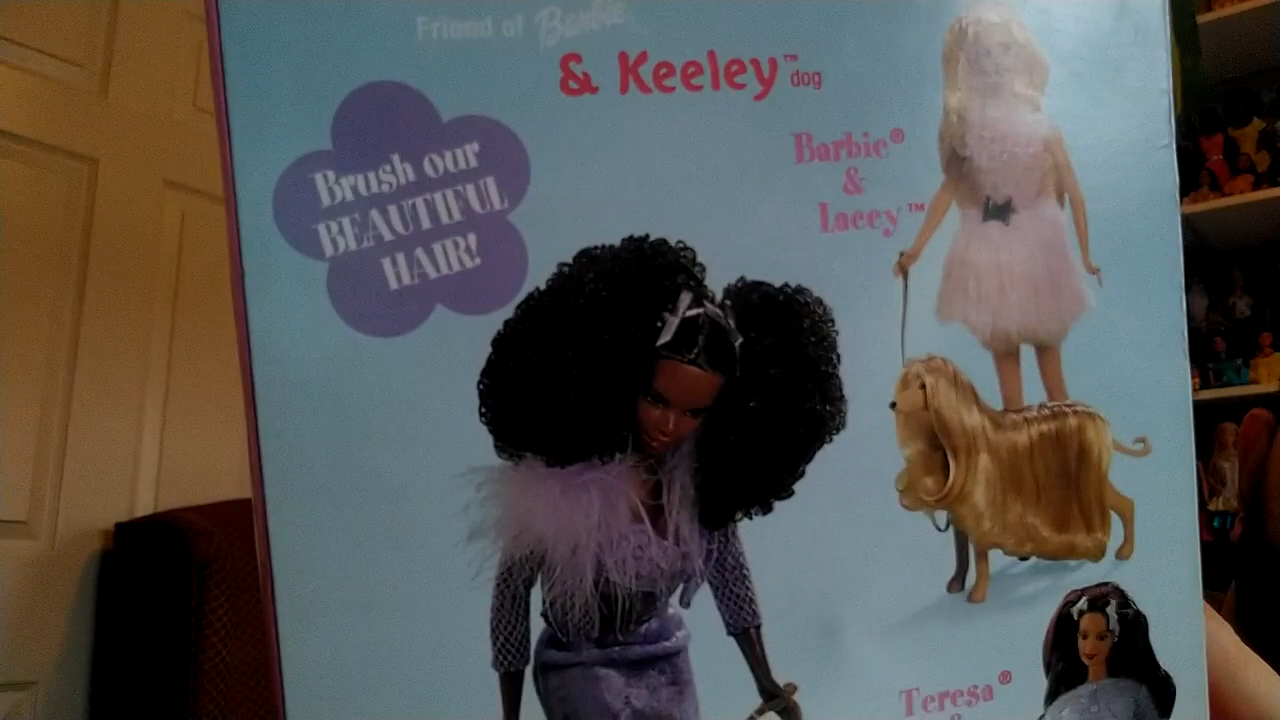 Friend of Barbie
& Keeley™ dog
Brush our
BEAUTIFUL
HAIR!
Barbie®
&
Lacey™
Teresa®
&